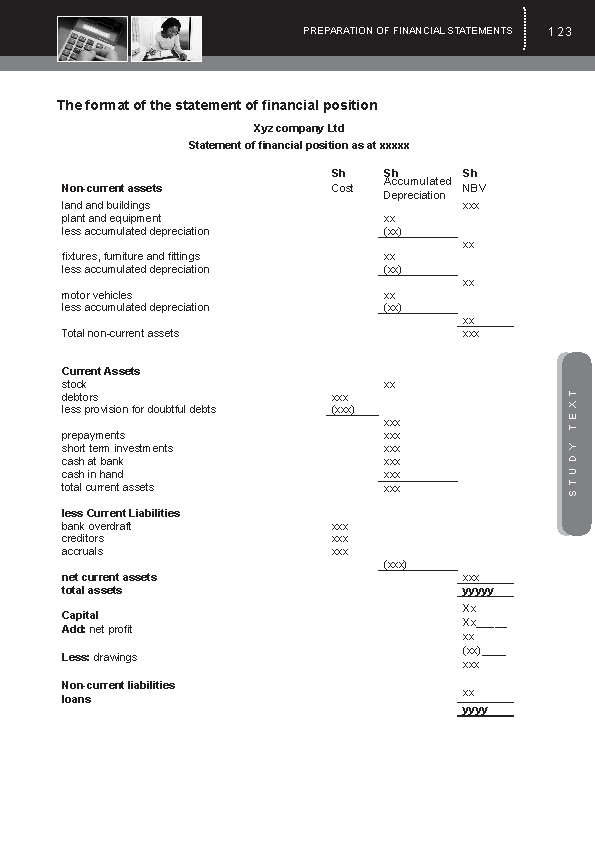 PREPARATION OF FINANCIAL STATEMENTS 123
The format of the statement of financial position
Xyz company Ltd
Statement of financial position as at xxxxx
Sh Sh Sh
Non-current assets Cost Accumulated Depreciation NBV
land and buildings xxx
plant and equipment xx
less accumulated depreciation (xx)
xx
fixtures, furniture and fittings xx
less accumulated depreciation (xx)
xx
motor vehicles xx
less accumulated depreciation (xx)
xx
Total non-current assets xxx
Current Assets
stock xx
debtors xxx
less provision for doubtful debts (xxx)
xxx
prepayments xxx
short term investments xxx
cash at bank xxx
cash in hand xxx
total current assets xxx
less Current Liabilities
bank overdraft xxx
creditors xxx
accruals xxx
(xxx)
net current assets xxx
total assets yyyyy
Xx
Capital
Xx_____
Add: net profit
xx
(xx)____
Less: drawings
xxx
Non-current liabilities
xx
loans
yyyy
STUDY TEXT